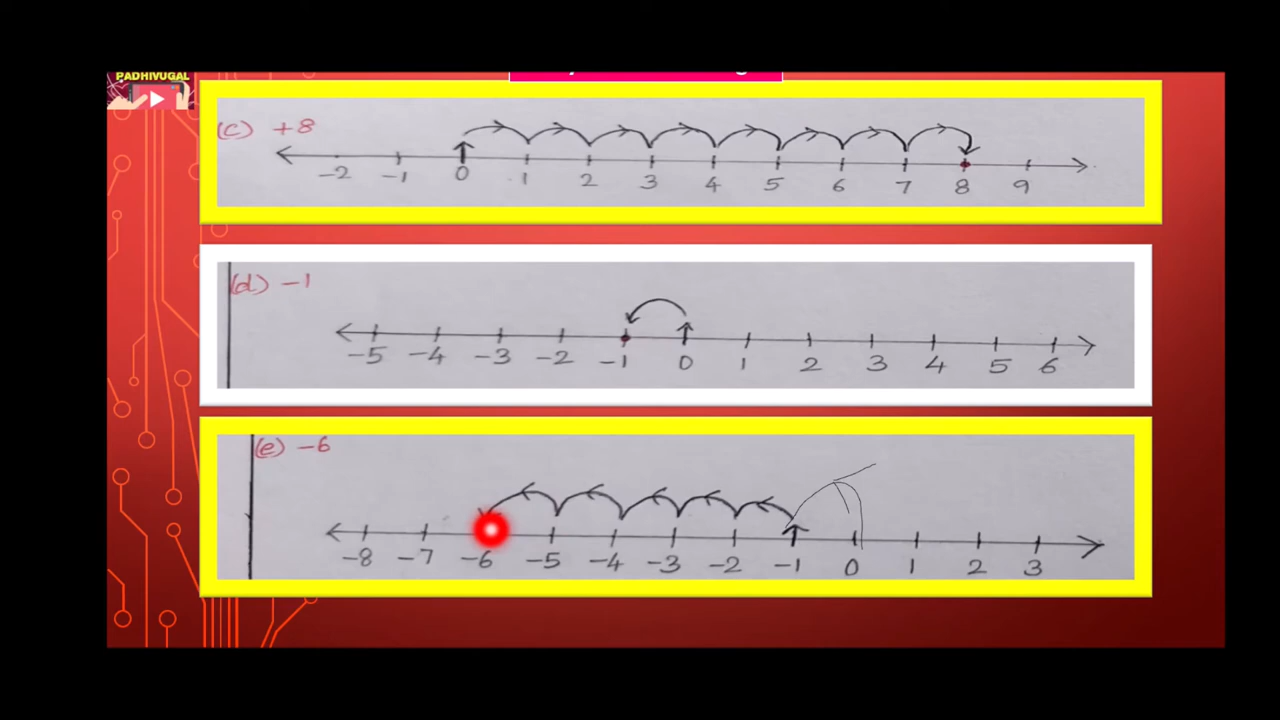 PADHIVUGAL
(c) +8
-2 -1 0 1 2 3 4 5 6 7 8 9
(d) -1
-5 -4 -3 -2 -1 0 1 2 3 4 5 6
(e) -6
-8 -7 -6 -5 -4 -3 -2 -1 0 1 2 3